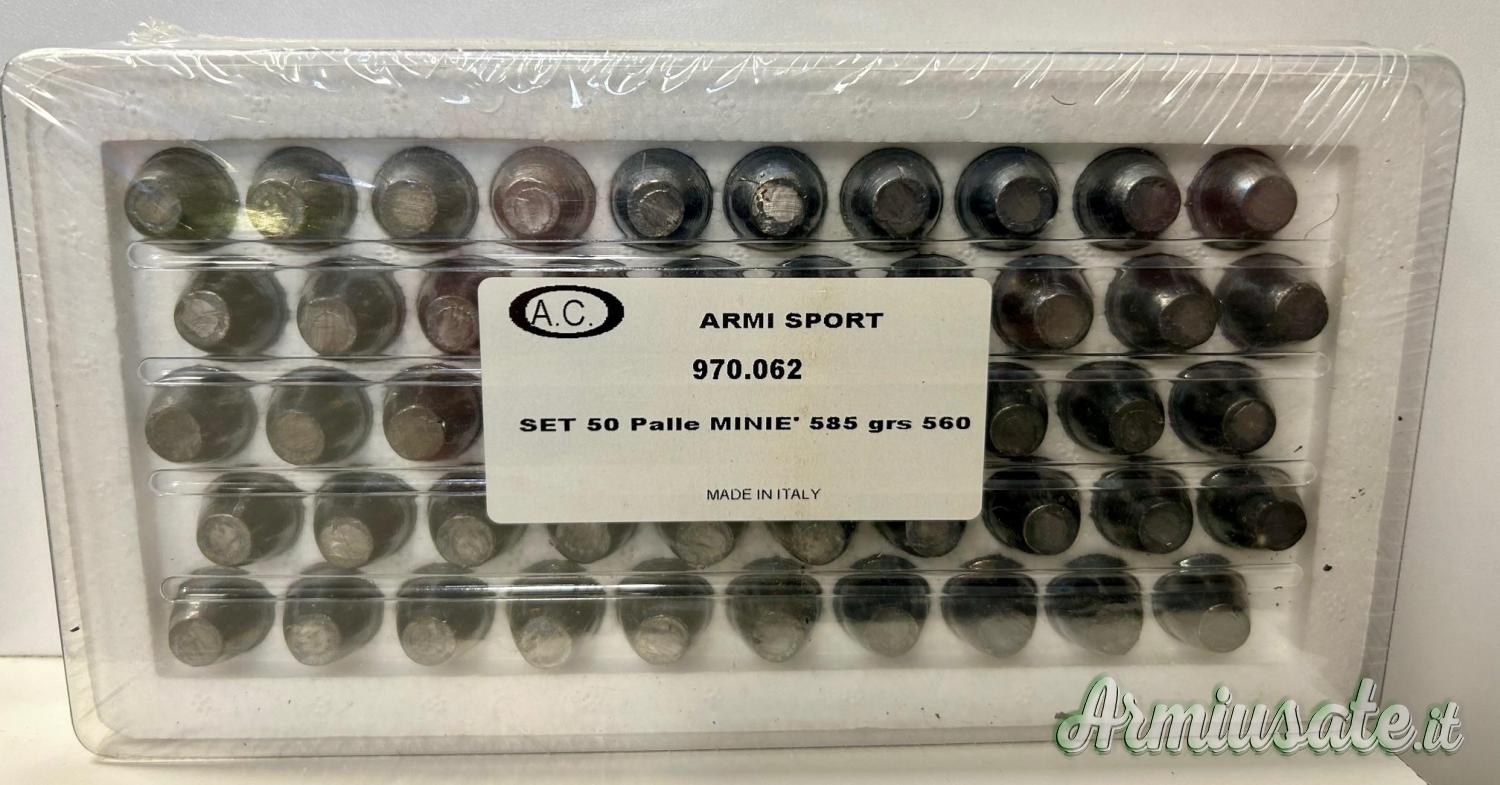 A.C.
ARMI SPORT
970.062
SET 50 Palle MINIE' 585 grs 560
MADE IN ITALY
Armiusate.it